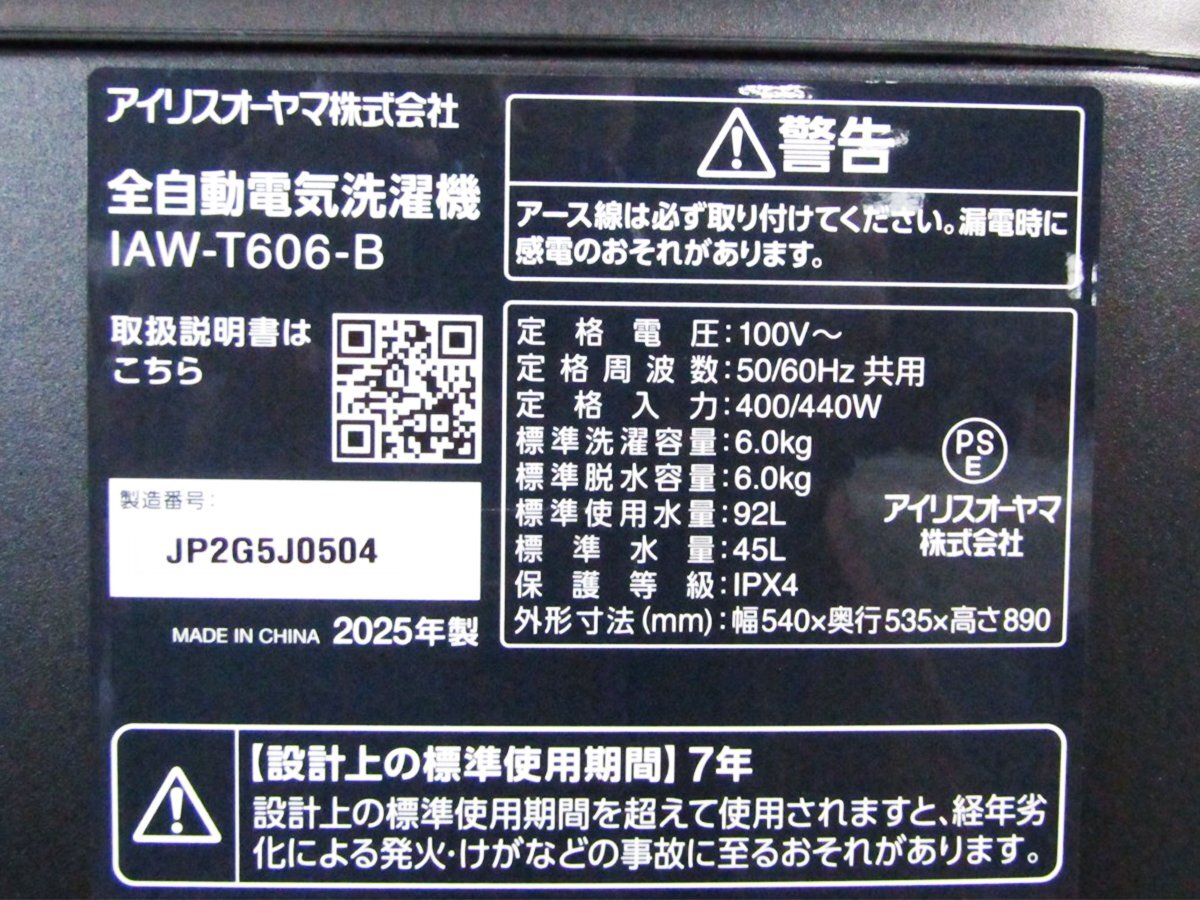 アイリスオーヤマ株式会社
全自動電気洗濯機
IAW-T606-B
取扱説明書は
こちら
製造番号:
JP2G5J0504
MADE IN CHINA 2025年製
警告
アース線は必ず取り付けてください。漏電時に
感電のおそれがあります。
定格電圧:100V～
定格周波数:50/60Hz 共用
定格入力:400/440W
標準洗濯容量:6.0kg
標準脱水容量:6.0kg
標準使用水量:92L
標準水量:45L
保護等級:IPX4
外形寸法(mm):幅540×奥行535×高さ890
PS
E
アイリスオーヤマ
株式会社
【設計上の標準使用期間】7年
設計上の標準使用期間を超えて使用されますと、経年劣
化による発火・けがなどの事故に至るおそれがあります。